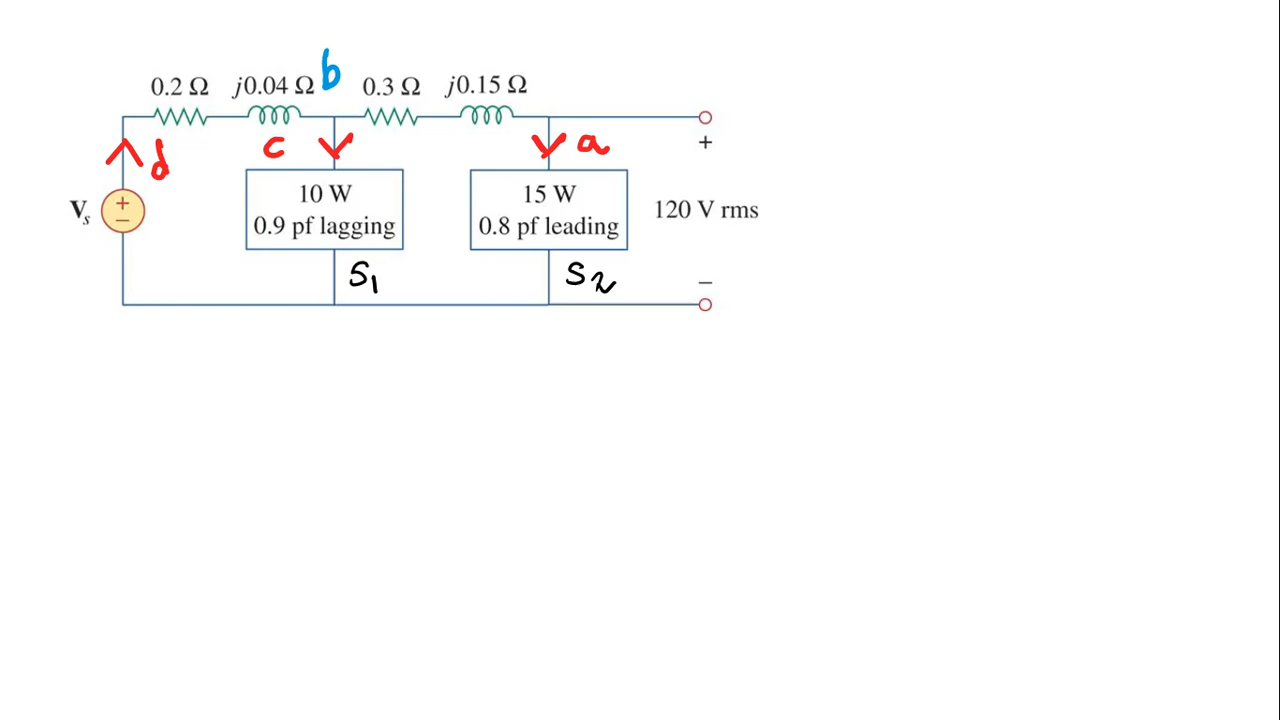 0.2 Ω j0.04 Ω b 0.3 Ω j0.15 Ω
d c a
+
Vs + − 10 W 15 W 120 V rms
0.9 pf lagging 0.8 pf leading
S1 S2
−